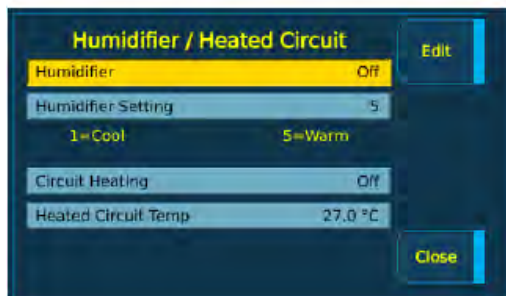 Humidifier / Heated Circuit
Edit
Humidifier Off
Humidifier Setting 5
1=Cool 5=Warm
Circuit Heating Off
Heated Circuit Temp 27.0 °C
Close